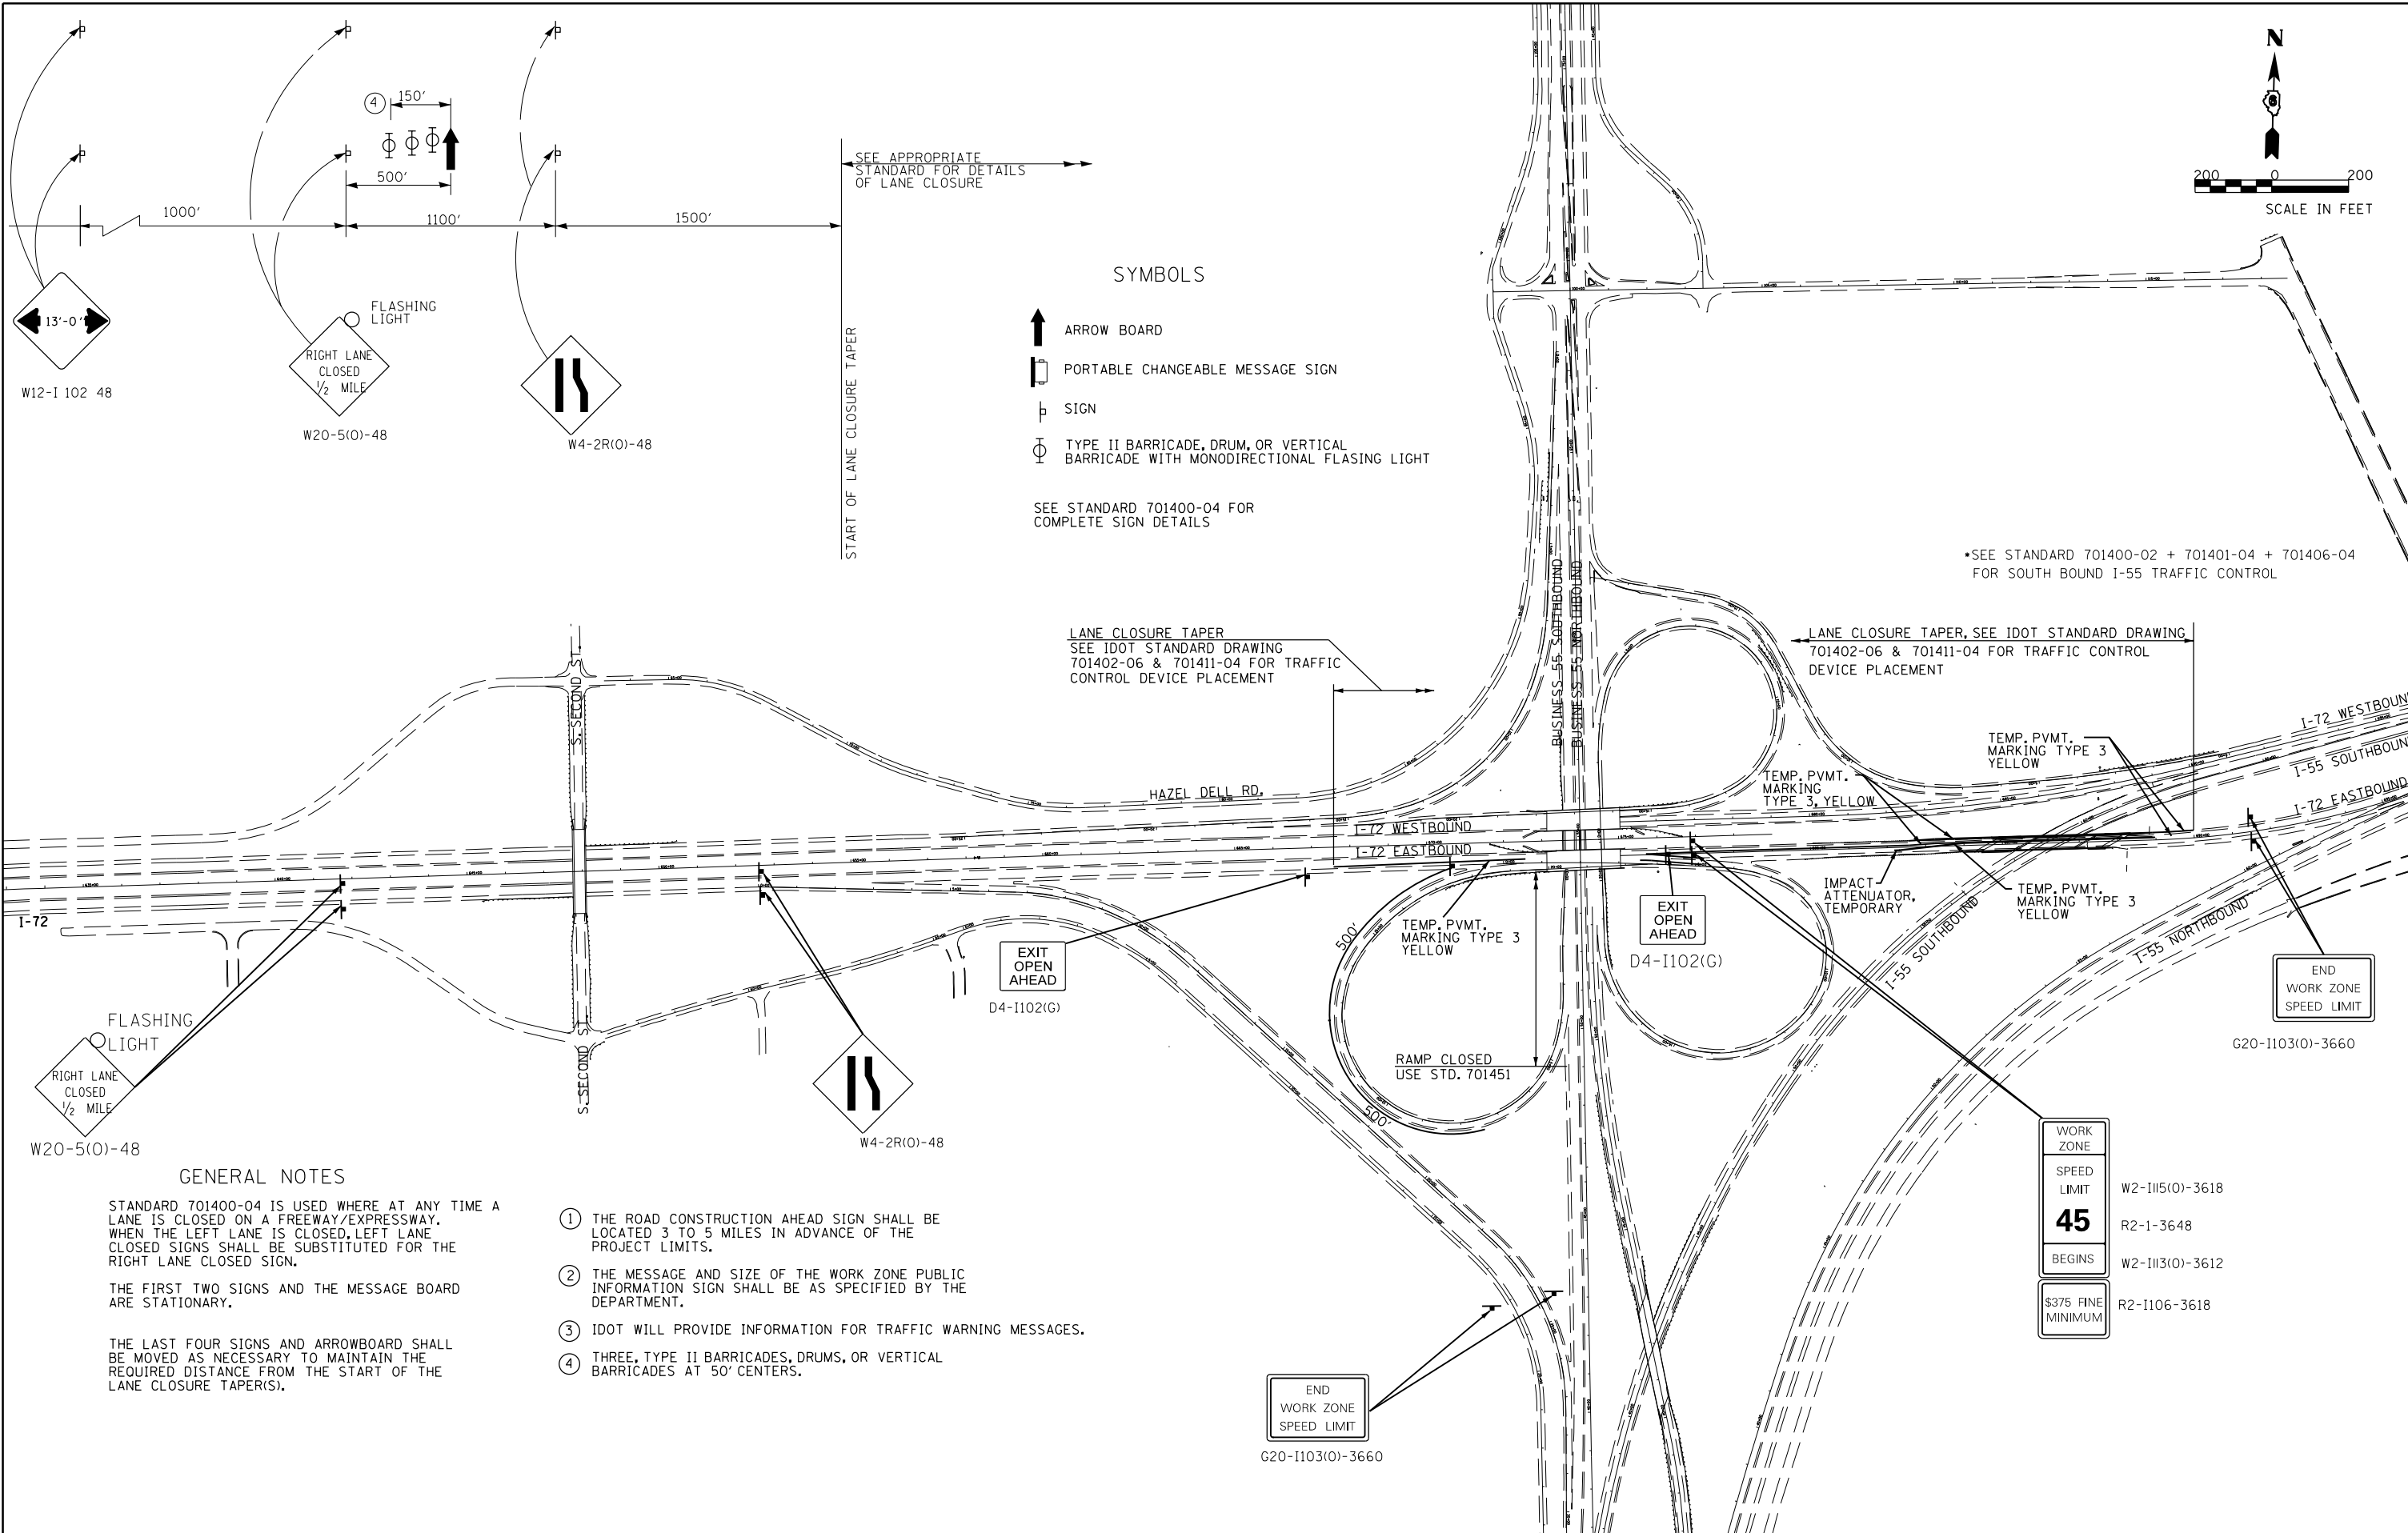 ④ 150'
500'
1000'
1100'
1500'
SEE APPROPRIATE
STANDARD FOR DETAILS
OF LANE CLOSURE
START OF LANE CLOSURE TAPER
13'-0"
W12-I 102 48
FLASHING
LIGHT
RIGHT LANE
CLOSED
1/2 MILE
W20-5(O)-48
W4-2R(O)-48
SYMBOLS
ARROW BOARD
PORTABLE CHANGEABLE MESSAGE SIGN
SIGN
TYPE II BARRICADE, DRUM, OR VERTICAL
BARRICADE WITH MONODIRECTIONAL FLASING LIGHT
SEE STANDARD 701400-04 FOR
COMPLETE SIGN DETAILS
N
6
200 0 200
SCALE IN FEET
*SEE STANDARD 701400-02 + 701401-04 + 701406-04
FOR SOUTH BOUND I-55 TRAFFIC CONTROL
LANE CLOSURE TAPER
SEE IDOT STANDARD DRAWING
701402-06 & 701411-04 FOR TRAFFIC
CONTROL DEVICE PLACEMENT
LANE CLOSURE TAPER, SEE IDOT STANDARD DRAWING
701402-06 & 701411-04 FOR TRAFFIC CONTROL
DEVICE PLACEMENT
BUSINESS 55 SOUTHBOUND
BUSINESS 55 NORTHBOUND
S. SECOND ST.
S. SECOND ST.
HAZEL DELL RD.
I-72 WESTBOUND
I-72 EASTBOUND
I-72
I-72 WESTBOUN
I-55 SOUTHBOUN
I-72 EASTBOUND
I-55 SOUTHBOUND
I-55 NORTHBOUND
TEMP. PVMT.
MARKING TYPE 3
YELLOW
TEMP. PVMT.
MARKING
TYPE 3, YELLOW
IMPACT
ATTENUATOR,
TEMPORARY
TEMP. PVMT.
MARKING TYPE 3
YELLOW
TEMP. PVMT.
MARKING TYPE 3
YELLOW
500'
500'
RAMP CLOSED
USE STD. 701451
EXIT
OPEN
AHEAD
D4-I102(G)
EXIT
OPEN
AHEAD
D4-I102(G)
FLASHING
LIGHT
RIGHT LANE
CLOSED
1/2 MILE
W20-5(O)-48
W4-2R(O)-48
END
WORK ZONE
SPEED LIMIT
G20-I103(O)-3660
END
WORK ZONE
SPEED LIMIT
G20-I103(O)-3660
WORK
ZONE
SPEED
LIMIT
45
BEGINS
$375 FINE
MINIMUM
W2-I115(O)-3618
R2-1-3648
W2-I113(O)-3612
R2-I106-3618
GENERAL NOTES
STANDARD 701400-04 IS USED WHERE AT ANY TIME A
LANE IS CLOSED ON A FREEWAY/EXPRESSWAY.
WHEN THE LEFT LANE IS CLOSED, LEFT LANE
CLOSED SIGNS SHALL BE SUBSTITUTED FOR THE
RIGHT LANE CLOSED SIGN.
THE FIRST TWO SIGNS AND THE MESSAGE BOARD
ARE STATIONARY.
THE LAST FOUR SIGNS AND ARROWBOARD SHALL
BE MOVED AS NECESSARY TO MAINTAIN THE
REQUIRED DISTANCE FROM THE START OF THE
LANE CLOSURE TAPER(S).
① THE ROAD CONSTRUCTION AHEAD SIGN SHALL BE
LOCATED 3 TO 5 MILES IN ADVANCE OF THE
PROJECT LIMITS.
② THE MESSAGE AND SIZE OF THE WORK ZONE PUBLIC
INFORMATION SIGN SHALL BE AS SPECIFIED BY THE
DEPARTMENT.
③ IDOT WILL PROVIDE INFORMATION FOR TRAFFIC WARNING MESSAGES.
④ THREE, TYPE II BARRICADES, DRUMS, OR VERTICAL
BARRICADES AT 50' CENTERS.